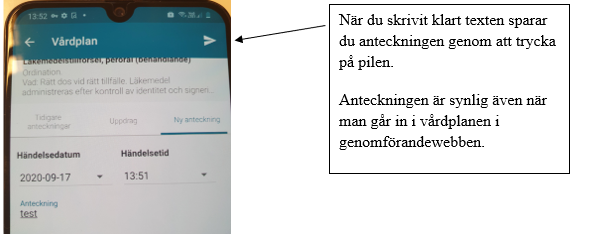 13:52
Vårdplan
Läkemedelstillförsel, peroral (behandlande)
Ordination
Vad: Rätt dos vid rätt tillfälle. Läkemedel
administreras efter kontroll av identitet och signen...
Tidigare
anteckningar
Uppdrag
Ny anteckning
Händelsedatum
Händelsetid
2020-09-17
13:51
Anteckning
test
När du skrivit klart texten sparar
du anteckningen genom att trycka
på pilen.
Anteckningen är synlig även när
man går in i vårdplanen i
genomförandewebben.